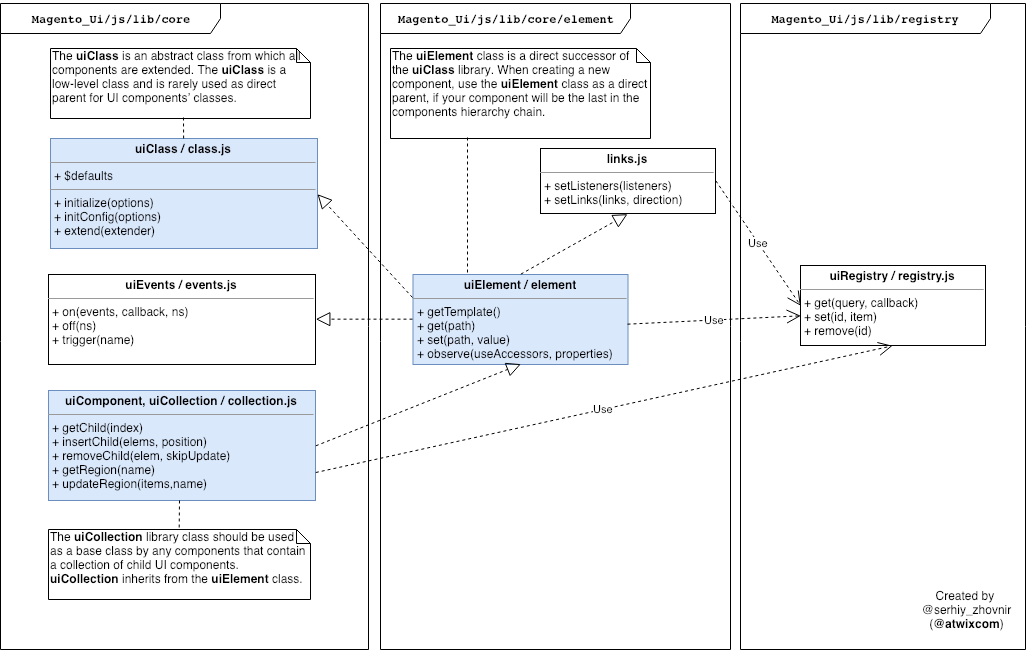 Magento_Ui/js/lib/core
The uiClass is an abstract class from which all
components are extended. The uiClass is a
low-level class and is rarely used as direct
parent for UI components' classes.
uiClass / class.js
+ $defaults
+ initialize(options)
+ initConfig(options)
+ extend(extender)
uiEvents / events.js
+ on(events, callback, ns)
+ off(ns)
+ trigger(name)
uiComponent, uiCollection / collection.js
+ getChild(index)
+ insertChild(elems, position)
+ removeChild(elem, skipUpdate)
+ getRegion(name)
+ updateRegion(items,name)
The uiCollection library class should be used
as a base class by any components that contain
a collection of child UI components.
uiCollection inherits from the uiElement class.
Magento_Ui/js/lib/core/element
The uiElement class is a direct successor of
the uiClass library. When creating a new
component, use the uiElement class as a direct
parent, if your component will be the last in the
components hierarchy chain.
links.js
+ setListeners(listeners)
+ setLinks(links, direction)
uiElement / element
+ getTemplate()
+ get(path)
+ set(path, value)
+ observe(useAccessors, properties)
Use
Use
Use
Magento_Ui/js/lib/registry
uiRegistry / registry.js
+ get(query, callback)
+ set(id, item)
+ remove(id)
Created by
@serhiy_zhovnir
(@atwixcom)